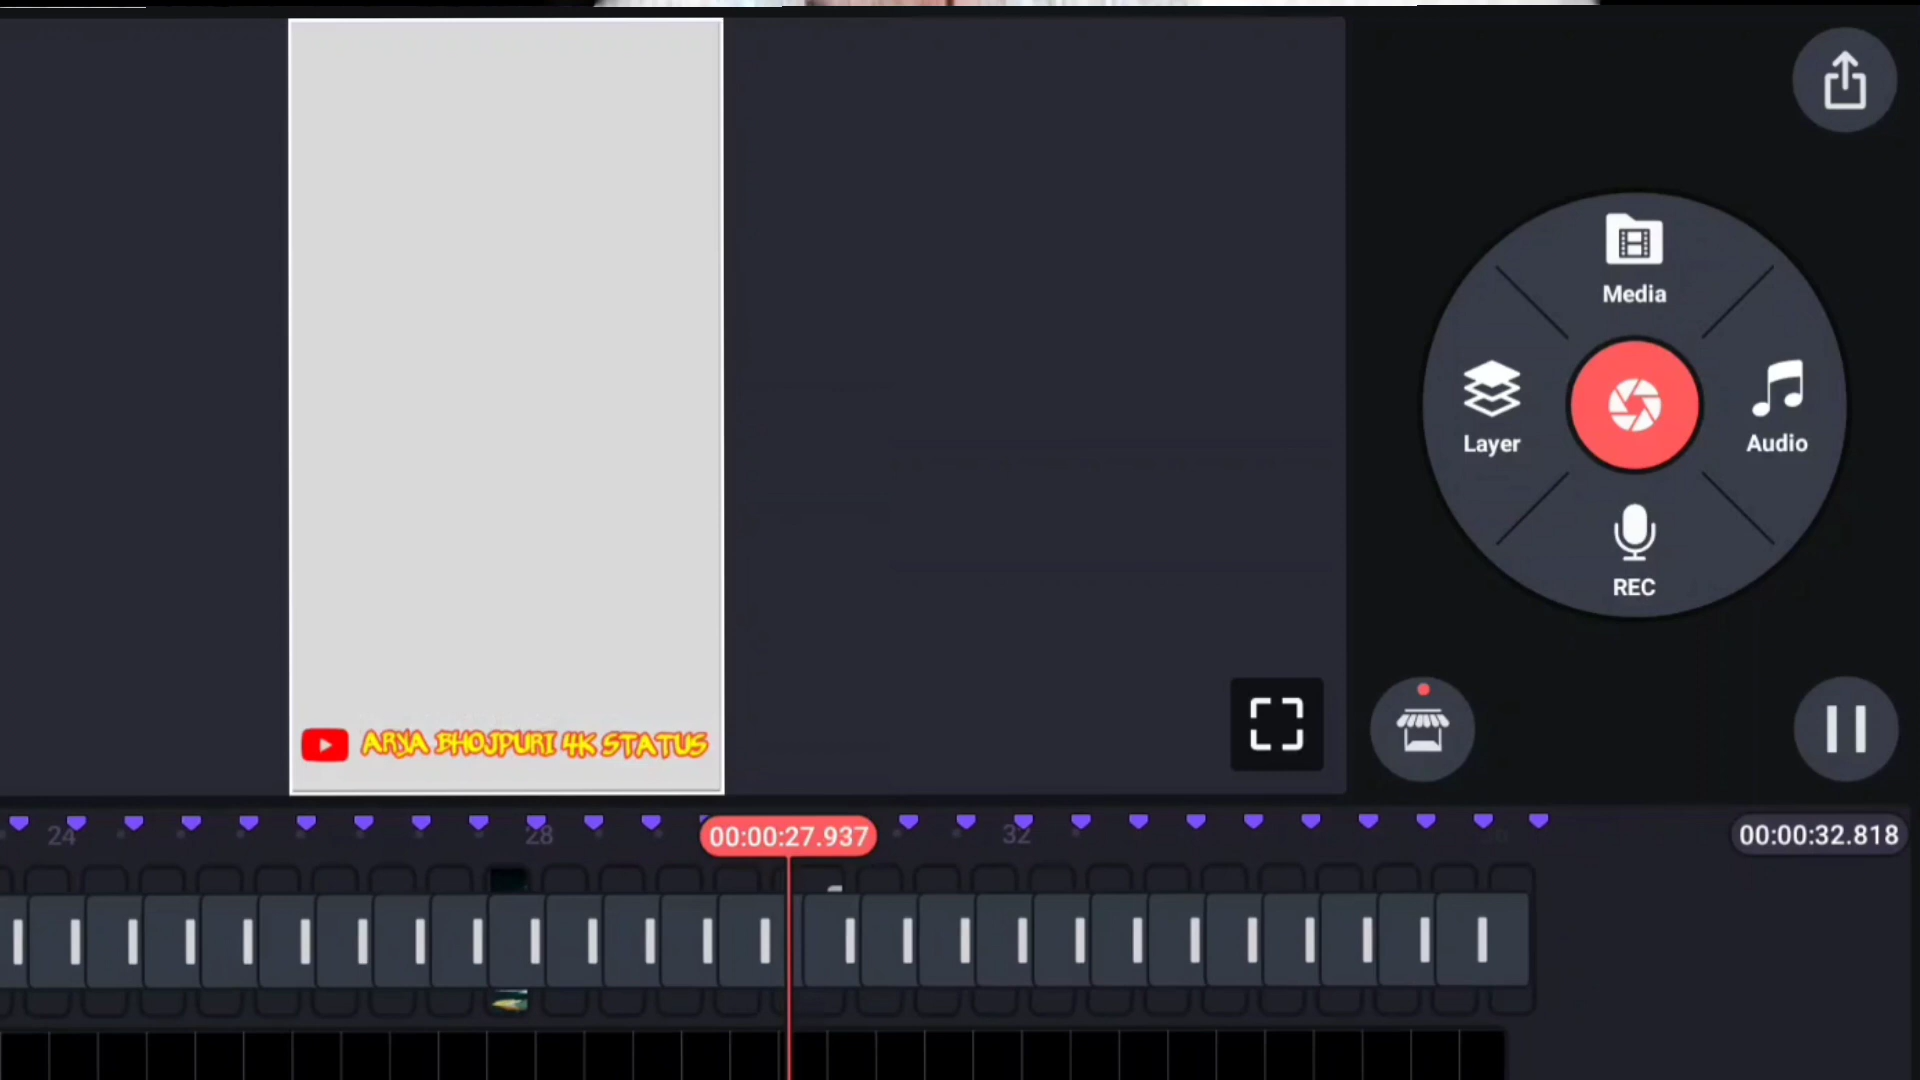 Media
Layer
Audio
REC
ARYA BHOJPURI 4K STATUS
24
28
00:00:27.937
32
00:00:32.818